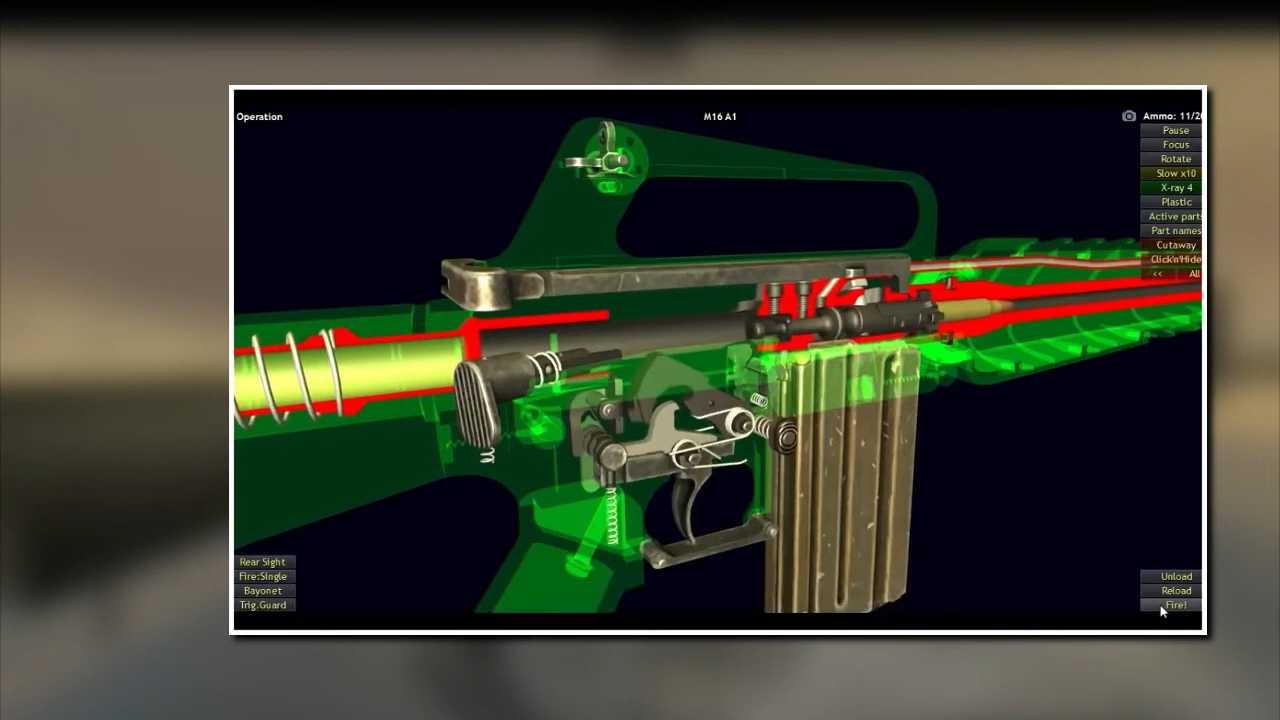 Operation
M16 A1
Ammo: 11/20
Pause
Focus
Rotate
Slow x10
X-ray 4
Plastic
Active parts
Part names
Cutaway
Click'n'Hide
<< All
Rear Sight
Fire:Single
Bayonet
Trig.Guard
Unload
Reload
Fire!